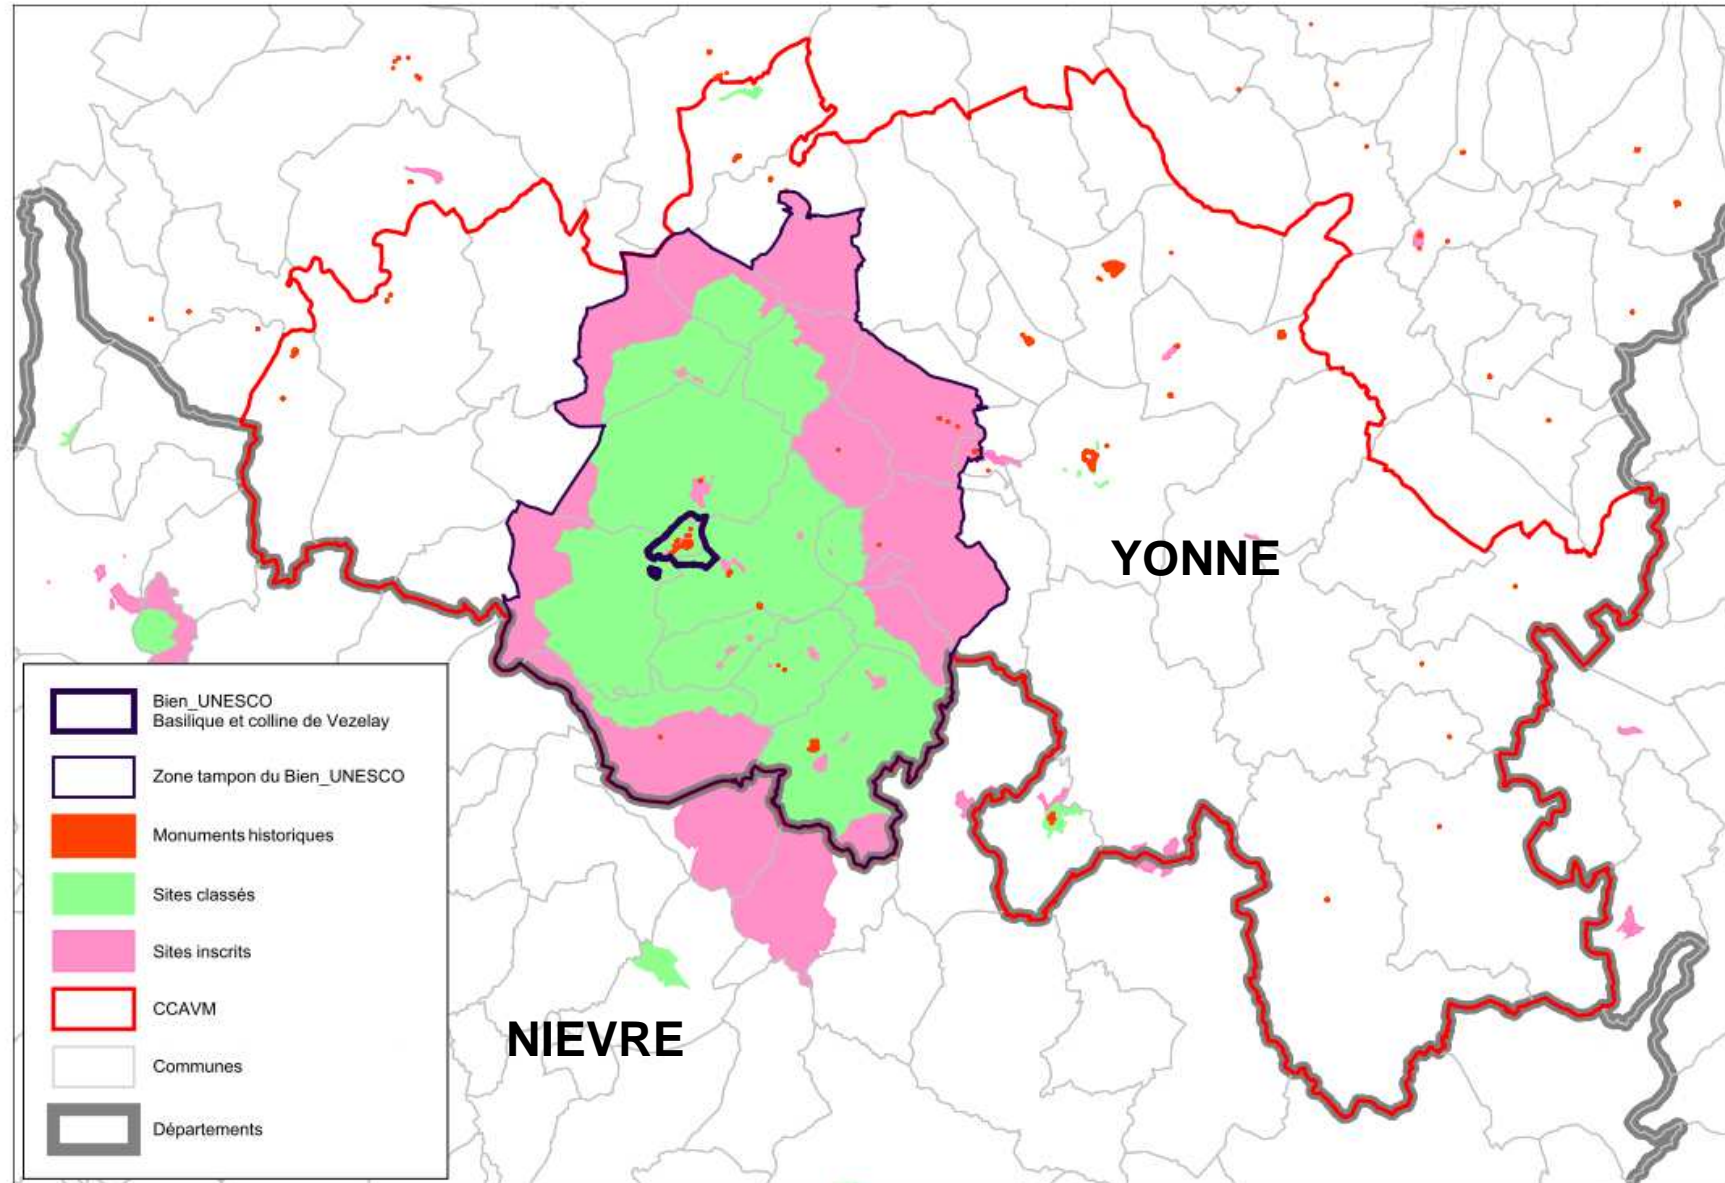 YONNE
Bien_UNESCO
Basilique et colline de Vezelay
Zone tampon du Bien_UNESCO
Monuments historiques
Sites classés
Sites inscrits
CCAVM
Communes
Départements
NIEVRE